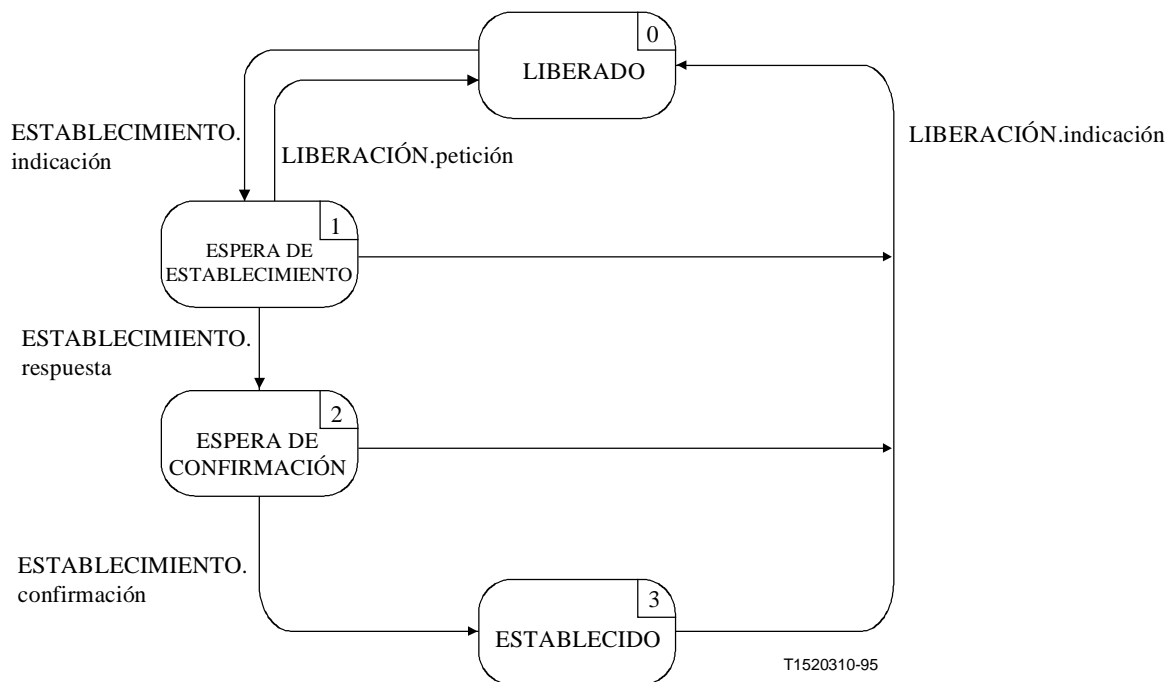 0
LIBERADO
ESTABLECIMIENTO.
indicación
LIBERACIÓN.petición
LIBERACIÓN.indicación
1
ESPERA DE
ESTABLECIMIENTO
ESTABLECIMIENTO.
respuesta
2
ESPERA DE
CONFIRMACIÓN
ESTABLECIMIENTO.
confirmación
3
ESTABLECIDO
T1520310-95